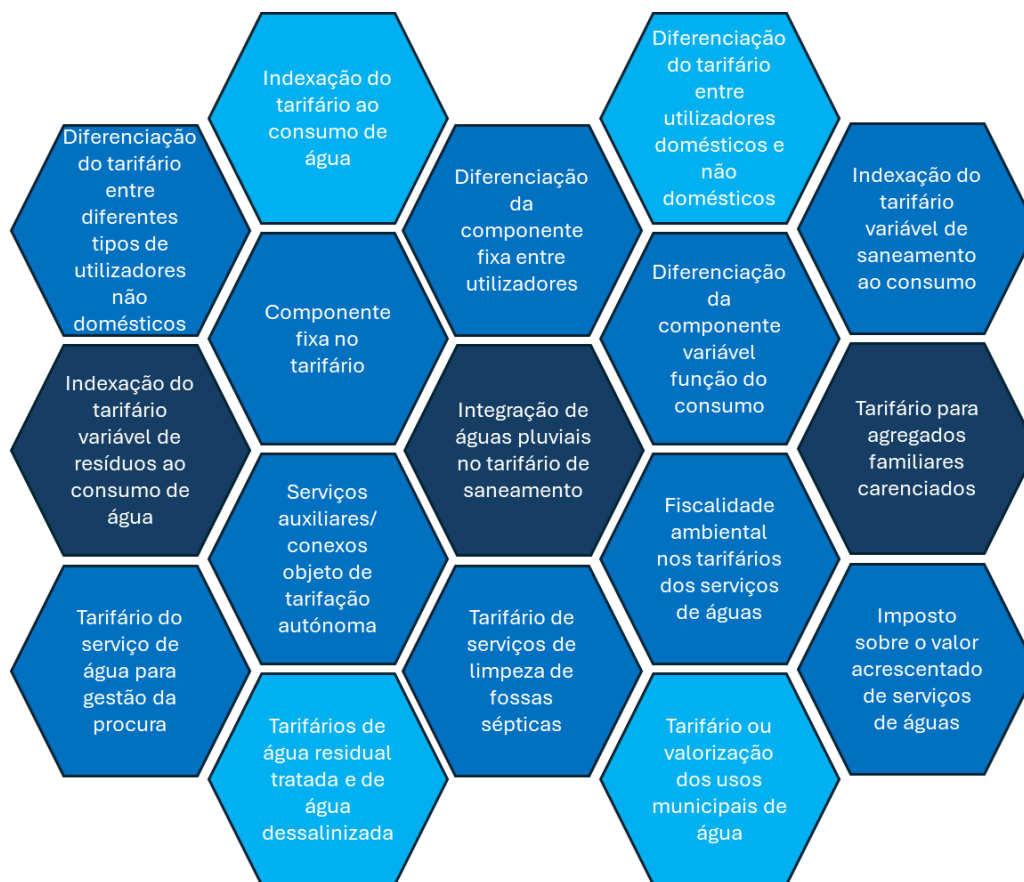 Indexação do
tarifário ao
consumo de
água
Diferenciação
do tarifário
entre
utilizadores
domésticos e
não
domésticos
Diferenciação
do tarifário
entre
diferentes
tipos de
utilizadores
não
domésticos
Diferenciação
da
componente
fixa entre
utilizadores
Indexação do
tarifário
variável de
saneamento
ao consumo
Componente
fixa no
tarifário
Diferenciação
da
componente
variável
função do
consumo
Indexação do
tarifário
variável de
resíduos ao
consumo de
água
Integração de
águas pluviais
no tarifário de
saneamento
Tarifário para
agregados
familiares
carenciados
Serviços
auxiliares/
conexos
objeto de
tarifação
autónoma
Fiscalidade
ambiental
nos tarifários
dos serviços
de águas
Tarifário do
serviço de
água para
gestão da
procura
Tarifário de
serviços de
limpeza de
fossas
sépticas
Imposto
sobre o valor
acrescentado
de serviços
de águas
Tarifários de
água residual
tratada e de
água
dessalinizada
Tarifário ou
valorização
dos usos
municipais de
água